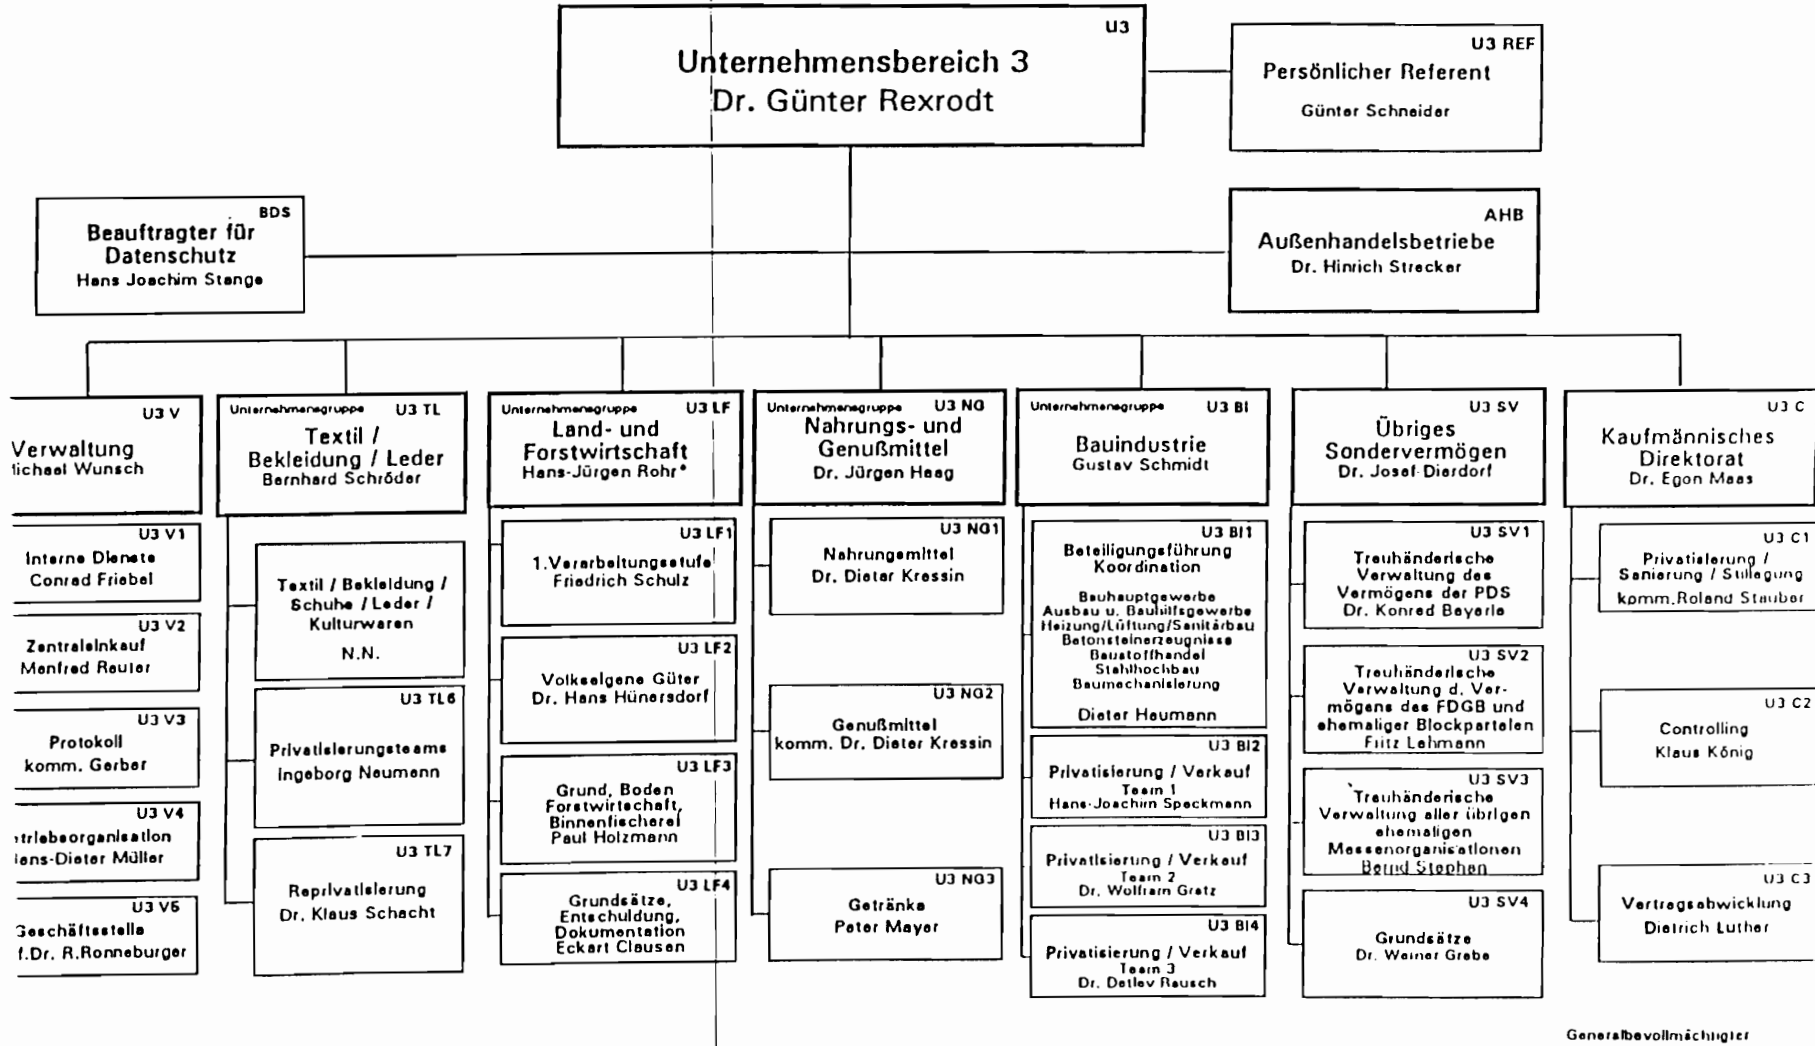 U3
Unternehmensbereich 3
Dr. Günter Rexrodt
U3 REF
Persönlicher Referent
Günter Schneider
BDS
Beauftragter für
Datenschutz
Hans Joachim Stange
AHB
Außenhandelsbetriebe
Dr. Hinrich Strecker
U3 V
Verwaltung
ichael Wunsch
U3 V1
Interne Dienste
Conrad Friebel
U3 V2
Zentraleinkauf
Manfred Reuter
U3 V3
Protokoll
komm. Gerber
U3 V4
triebsorganisation
ans-Dieter Müller
U3 V5
Geschäftsstelle
f.Dr. R.Ronneburger
Unternehmensgruppe U3 TL
Textil /
Bekleidung / Leder
Bernhard Schröder
Textil / Bekleidung /
Schuhe / Leder /
Kulturwaren
N.N.
U3 TL6
Privatisierungsteams
Ingeborg Neumann
U3 TL7
Reprivatisierung
Dr. Klaus Schacht
Unternehmensgruppe U3 LF
Land- und
Forstwirtschaft
Hans-Jürgen Rohr*
U3 LF1
1.Verarbeitungsstufe
Friedrich Schulz
U3 LF2
Volkseigene Güter
Dr. Hans Hünersdorf
U3 LF3
Grund, Boden
Forstwirtschaft,
Binnenfischerei
Paul Holzmann
U3 LF4
Grundsätze,
Entschuldung,
Dokumentation
Eckart Clausen
Unternehmensgruppe U3 NG
Nahrungs- und
Genußmittel
Dr. Jürgen Haag
U3 NG1
Nahrungsmittel
Dr. Dieter Kressin
U3 NG2
Genußmittel
komm. Dr. Dieter Kressin
U3 NG3
Getränke
Peter Mayer
Unternehmensgruppe U3 BI
Bauindustrie
Gustav Schmidt
U3 BI1
Beteiligungsführung
Koordination
Bauhauptgewerbe
Ausbau u. Bauhilfsgewerbe
Heizung/Lüftung/Sanitärbau
Betonsteinerzeugnisse
Baustoffhandel
Stahlhochbau
Baumechanisierung
Dieter Heumann
U3 BI2
Privatisierung / Verkauf
Team 1
Hans-Joachim Speckmann
U3 BI3
Privatisierung / Verkauf
Team 2
Dr. Wolfram Gretz
U3 BI4
Privatisierung / Verkauf
Team 3
Dr. Detlev Rausch
U3 SV
Übriges
Sondervermögen
Dr. Josef Dierdorf
U3 SV1
Treuhänderische
Verwaltung des
Vermögens der PDS
Dr. Konrad Bayerle
U3 SV2
Treuhänderische
Verwaltung d. Ver-
mögens des FDGB und
ehemaliger Blockparteien
Fritz Lehmann
U3 SV3
Treuhänderische
Verwaltung aller übrigen
ehemaligen
Massenorganisationen
Bernd Stephan
U3 SV4
Grundsätze
Dr. Werner Grebe
U3 C
Kaufmännisches
Direktorat
Dr. Egon Maas
U3 C1
Privatisierung /
Sanierung / Stillegung
komm.Roland Stauber
U3 C2
Controlling
Klaus König
U3 C3
Vertragsabwicklung
Dietrich Luther
Generalbevollmächtigter